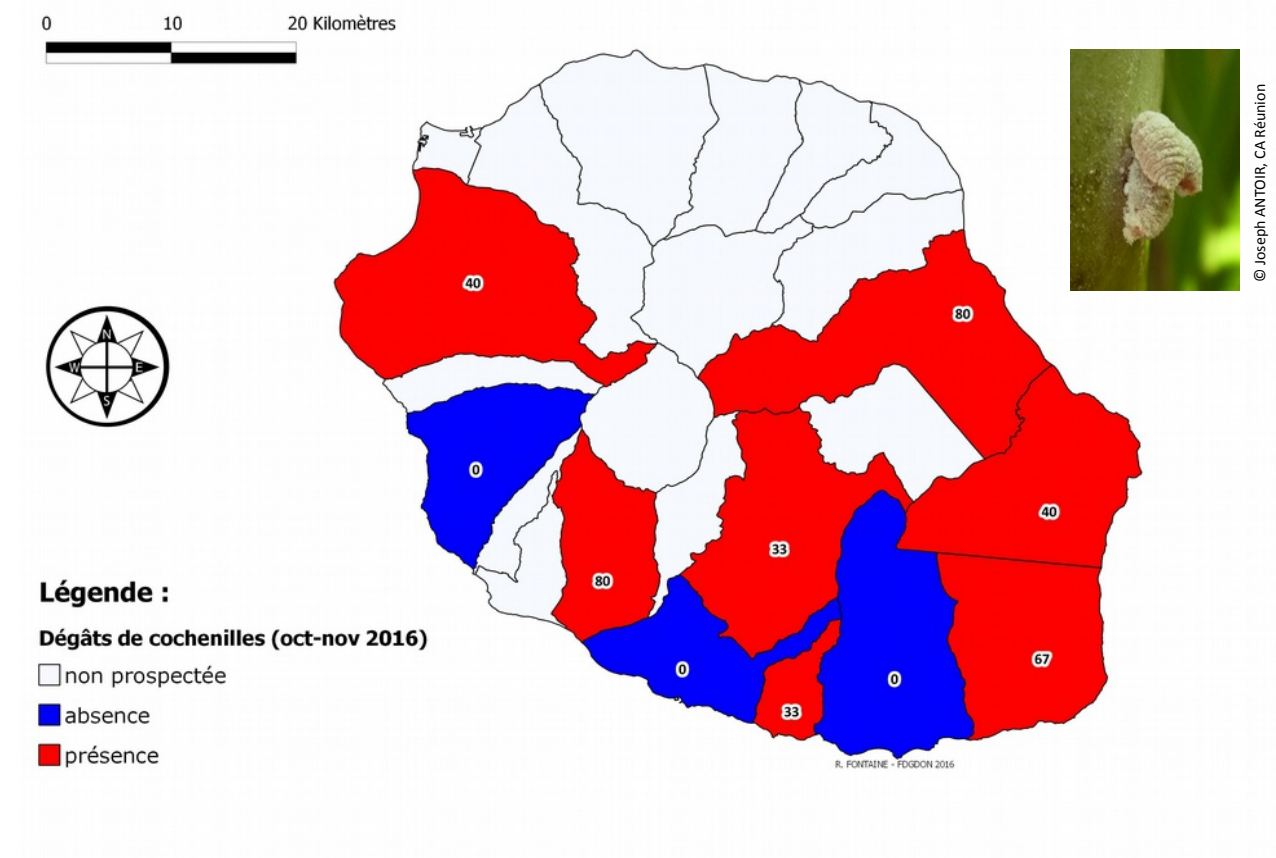 0 10 20 Kilomètres
© Joseph ANTOIR, CA Réunion
40
80
N
W E
S
0
40
33
80
Légende :
Dégâts de cochenilles (oct-nov 2016)
non prospectée
absence
présence
0
67
0
33
R. FONTAINE - FDGDON 2016